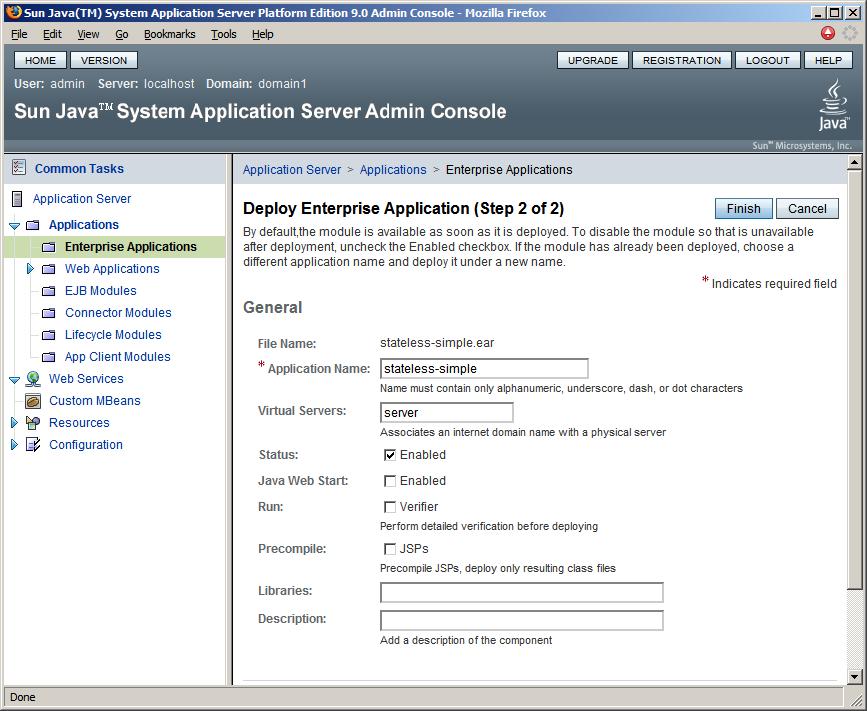 Sun Java(TM) System Application Server Platform Edition 9.0 Admin Console - Mozilla Firefox
File Edit View Go Bookmarks Tools Help
HOME VERSION UPGRADE REGISTRATION LOGOUT HELP
User: admin Server: localhost Domain: domain1
Sun Java™ System Application Server Admin Console
Java™
Sun™ Microsystems, Inc.
Common Tasks
Application Server
Applications
Enterprise Applications
Web Applications
EJB Modules
Connector Modules
Lifecycle Modules
App Client Modules
Web Services
Custom MBeans
Resources
Configuration
Application Server > Applications > Enterprise Applications
Deploy Enterprise Application (Step 2 of 2)
Finish Cancel
By default,the module is available as soon as it is deployed. To disable the module so that is unavailable
after deployment, uncheck the Enabled checkbox. If the module has already been deployed, choose a
different application name and deploy it under a new name.
* Indicates required field
General
File Name: stateless-simple.ear
* Application Name: stateless-simple
Name must contain only alphanumeric, underscore, dash, or dot characters
Virtual Servers: server
Associates an internet domain name with a physical server
Status: Enabled
Java Web Start: Enabled
Run: Verifier
Perform detailed verification before deploying
Precompile: JSPs
Precompile JSPs, deploy only resulting class files
Libraries:
Description:
Add a description of the component
Done